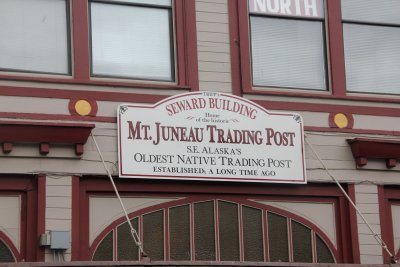 NORTH
SEWARD BUILDING
Home
of the historic
MT. JUNEAU TRADING POST
S.E. ALASKA'S
OLDEST NATIVE TRADING POST
ESTABLISHED: A LONG TIME AGO